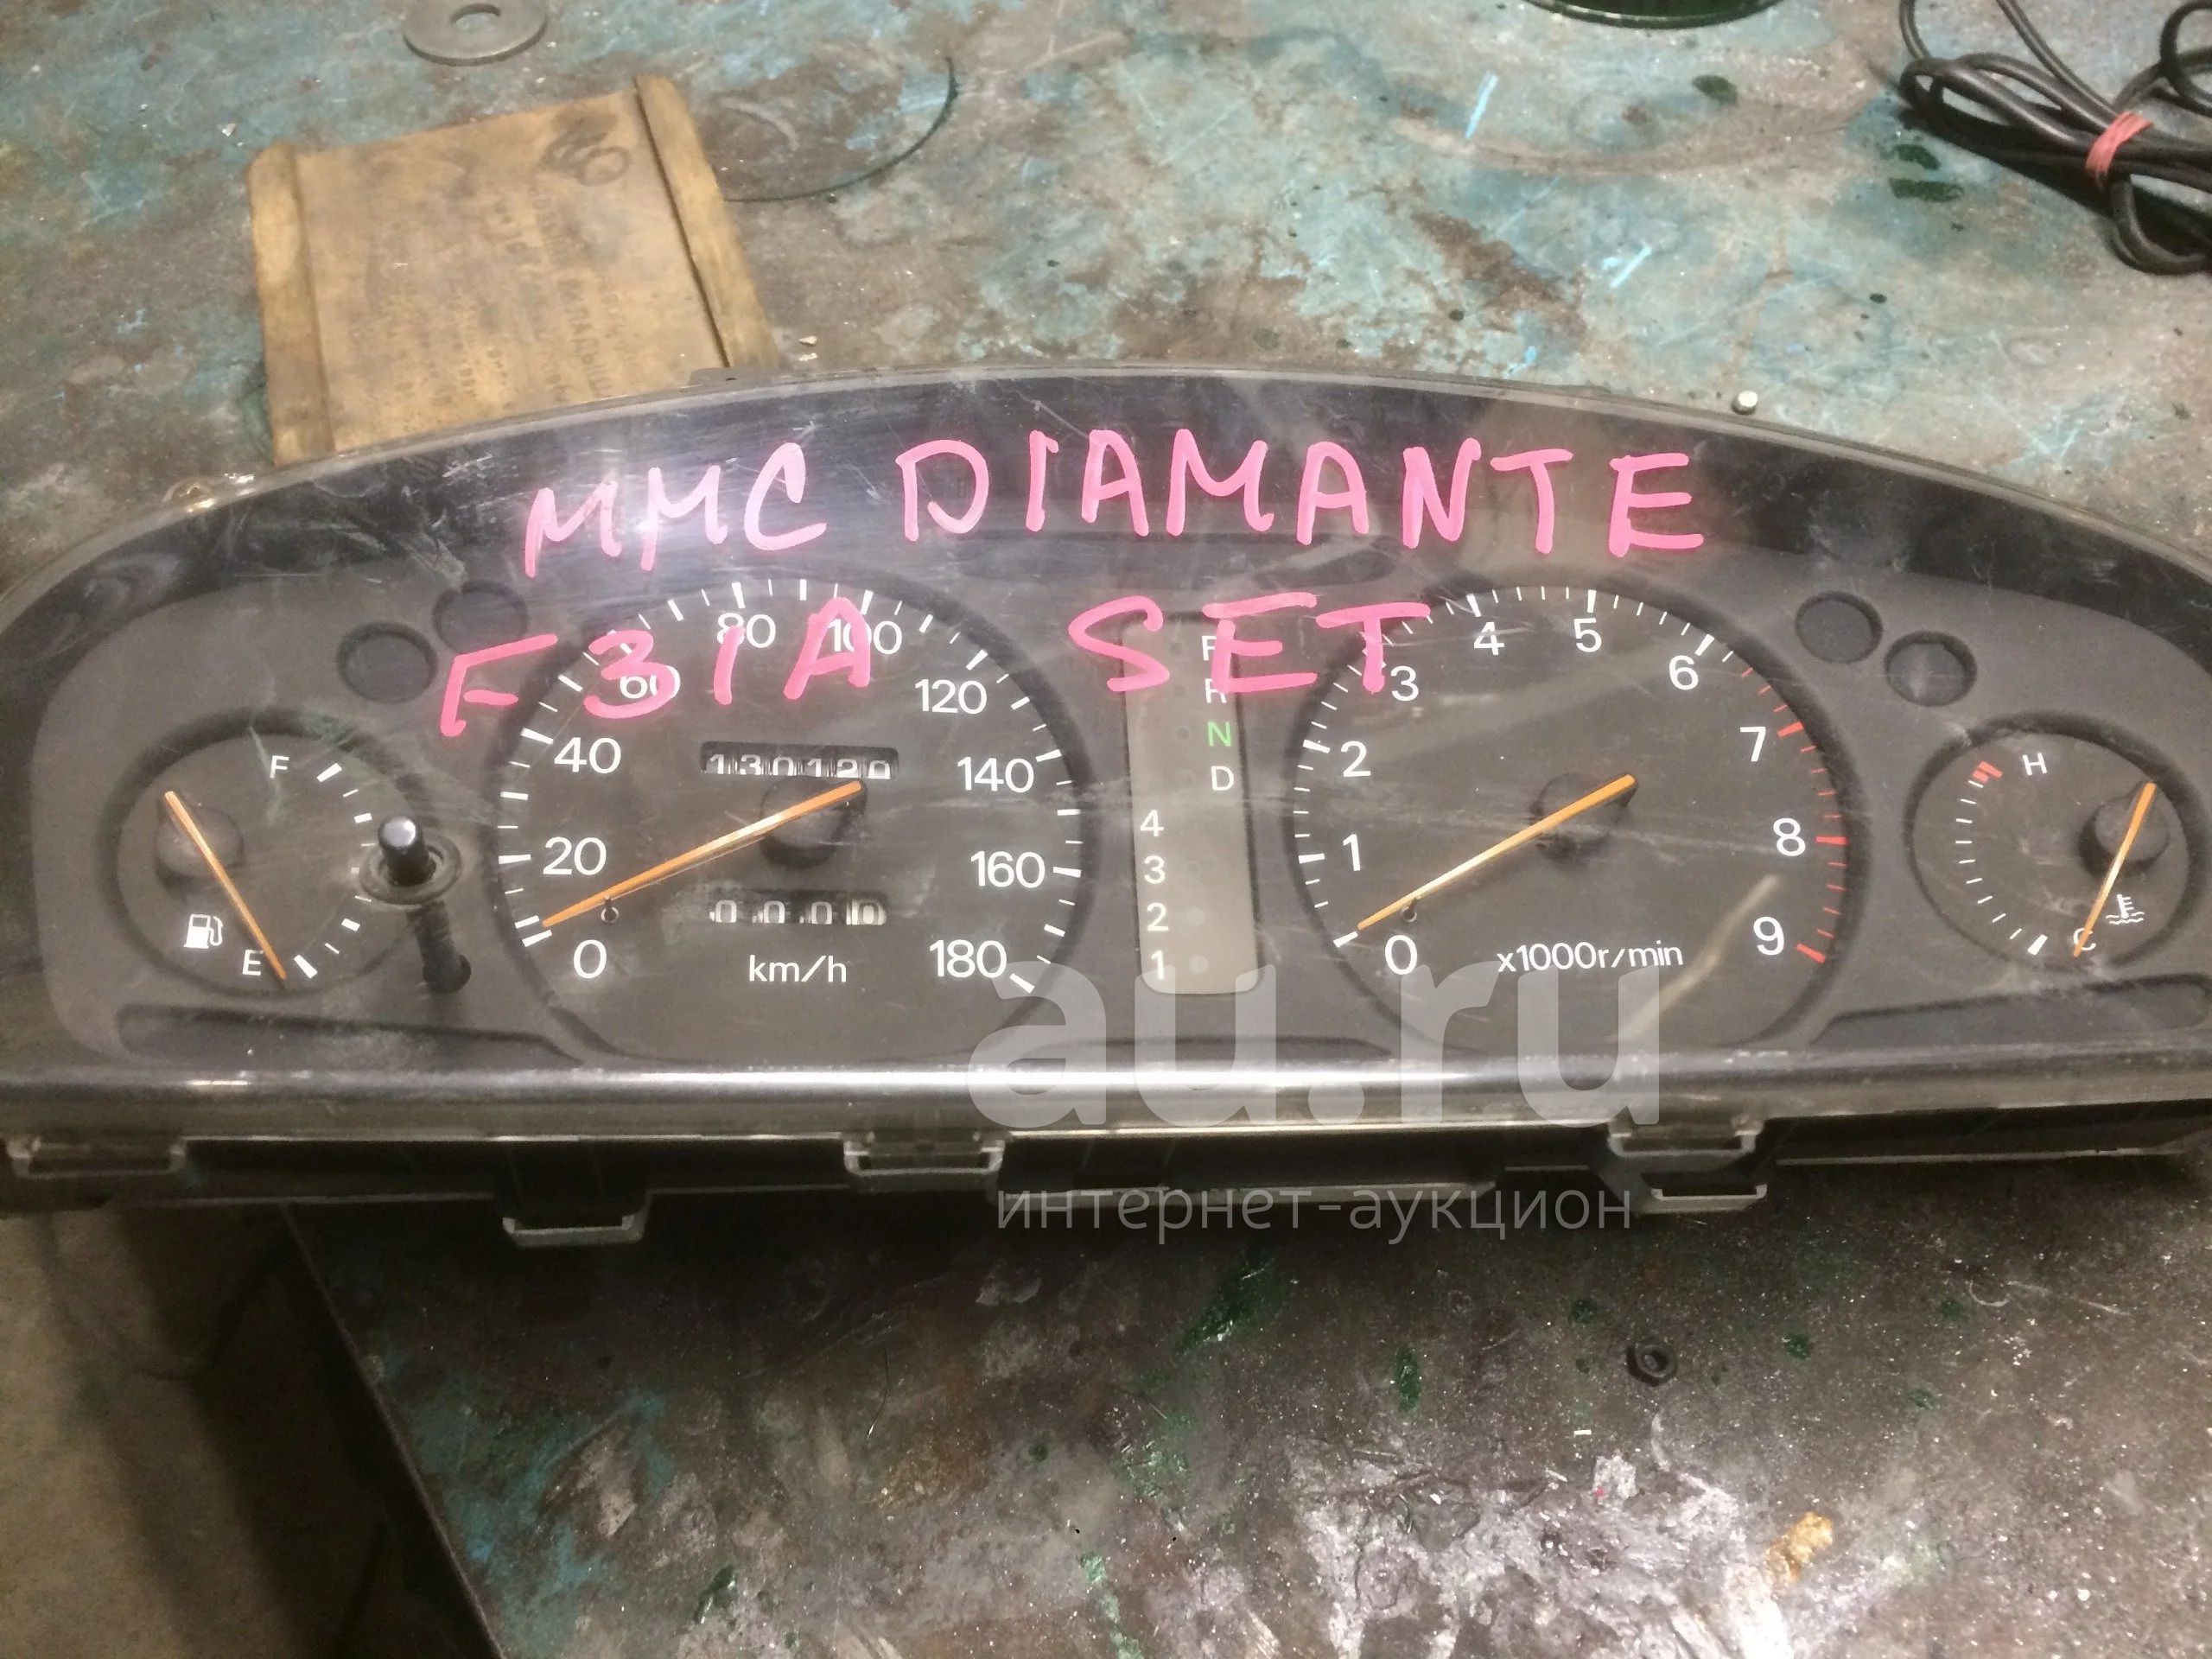 MMC DIAMANTE
F31A SET
F
E
0 20 40 60 80 100 120 140 160 180
130120
0000
km/h
P
R
N
D
4
3
2
1
0 1 2 3 4 5 6 7 8 9
x1000r/min
H
C
au.ru
интернет-аукцион